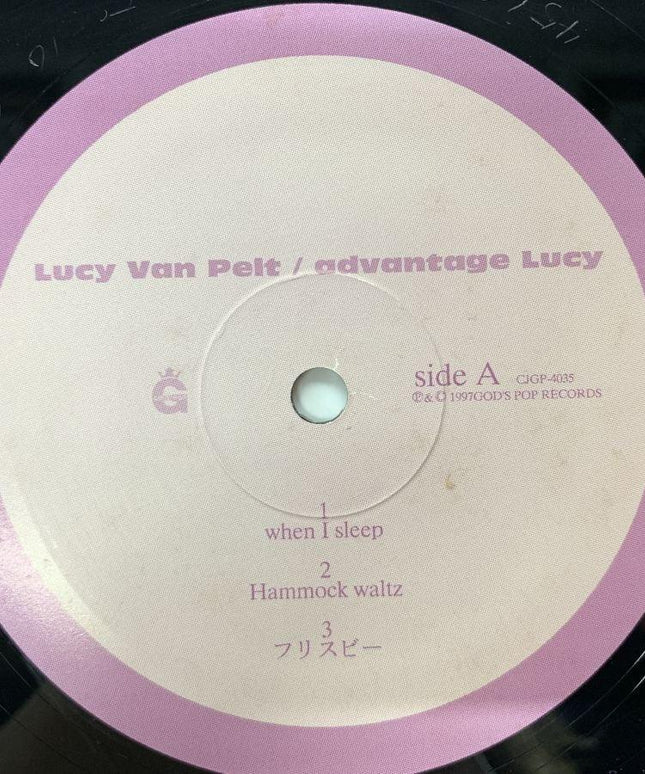 Lucy Van Pelt / advantage Lucy
G
side A CJGP-4035
℗&© 1997GOD'S POP RECORDS
1
when I sleep
2
Hammock waltz
3
フリスビー